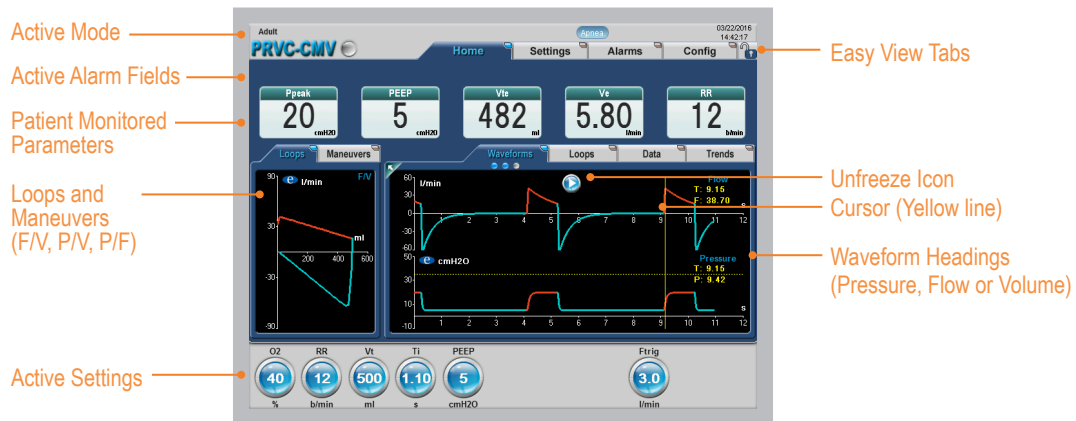 Active Mode
Active Alarm Fields
Patient Monitored
Parameters
Loops and
Maneuvers
(F/V, P/V, P/F)
Active Settings
Adult
PRVC-CMV
Apnea
03/22/2016
14:42:17
Home
Settings
Alarms
Config
Ppeak
20
cmH2O
PEEP
5
cmH2O
Vte
482
ml
Ve
5.80
l/min
RR
12
b/min
Loops
Maneuvers
Waveforms
Loops
Data
Trends
90
e l/min
F/V
30
ml
200 400 600
-30
-90
60
l/min
Flow
T: 9.15
F: 38.70
30
s
0
1 2 3 4 5 6 7 8 9 10 11 12
-30
-60
50
e cmH2O
Pressure
T: 9.15
P: 9.42
30
10
s
1 2 3 4 5 6 7 8 9 10 11 12
-10
O2
40
%
RR
12
b/min
Vt
500
ml
Ti
1.10
s
PEEP
5
cmH2O
Ftrig
3.0
l/min
Easy View Tabs
Unfreeze Icon
Cursor (Yellow line)
Waveform Headings
(Pressure, Flow or Volume)